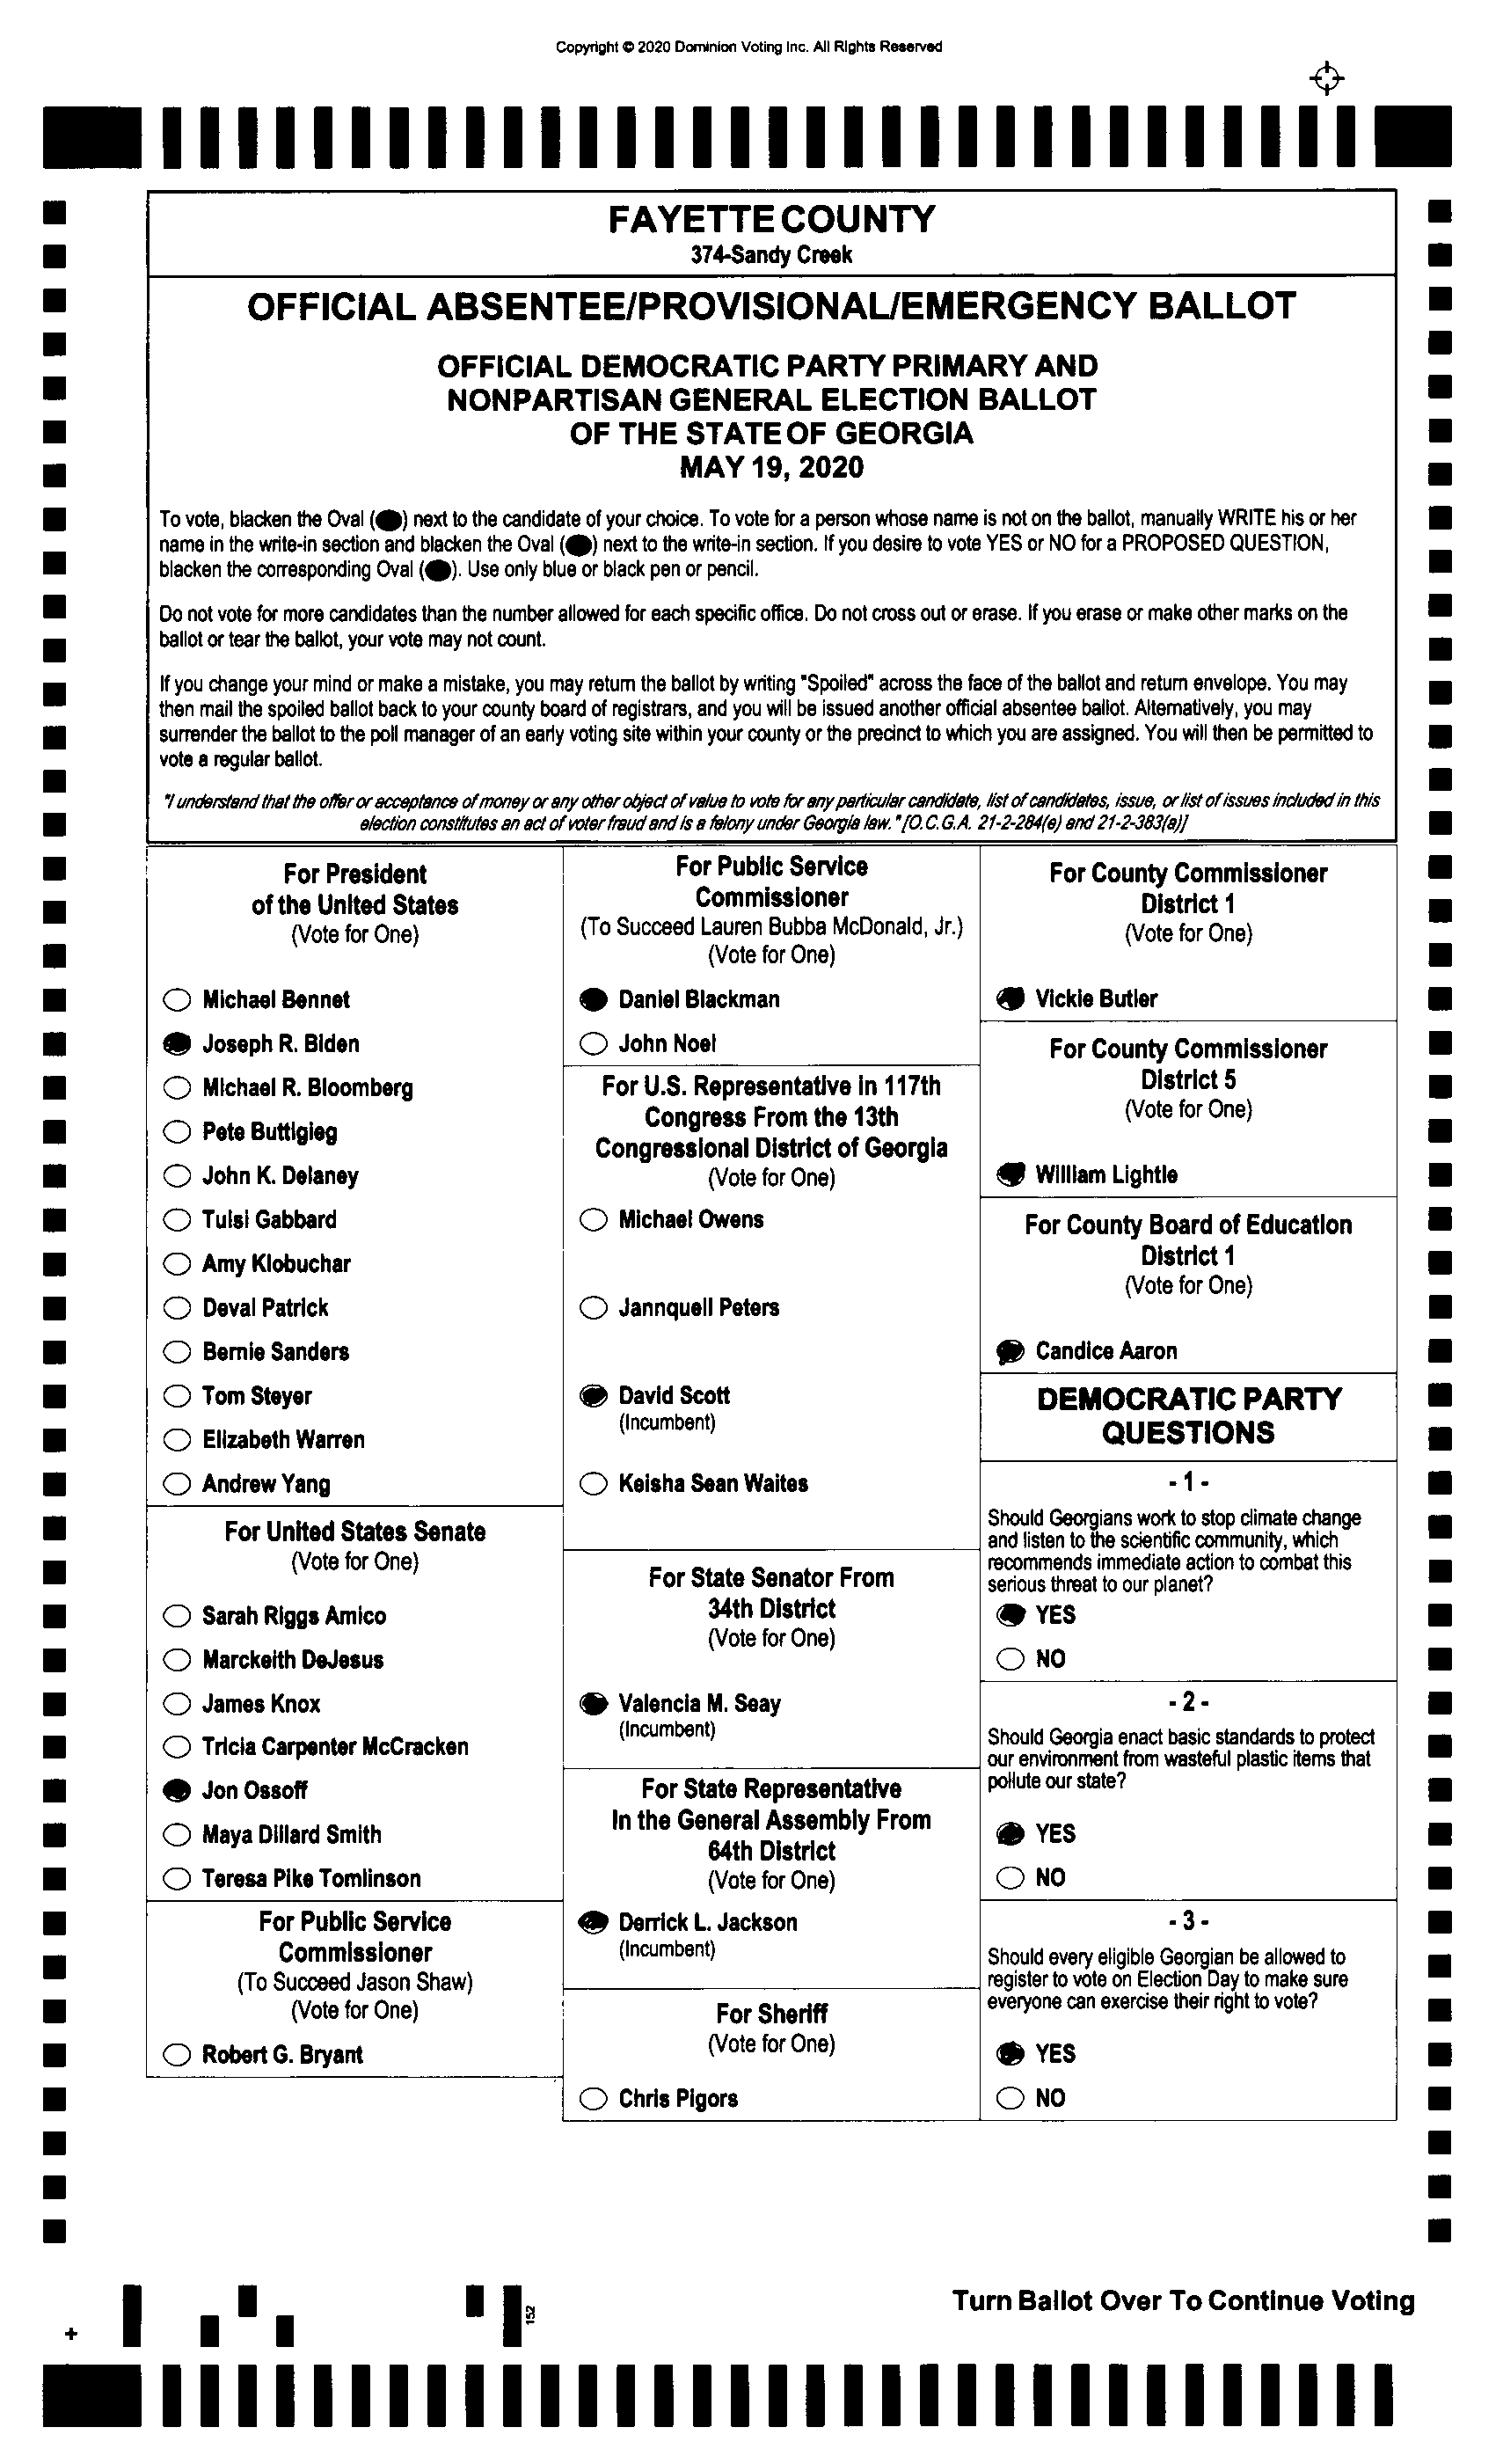 Copyright © 2020 Dominion Voting Inc. All Rights Reserved
FAYETTE COUNTY
374-Sandy Creek
OFFICIAL ABSENTEE/PROVISIONAL/EMERGENCY BALLOT
OFFICIAL DEMOCRATIC PARTY PRIMARY AND
NONPARTISAN GENERAL ELECTION BALLOT
OF THE STATE OF GEORGIA
MAY 19, 2020
To vote, blacken the Oval ( ) next to the candidate of your choice. To vote for a person whose name is not on the ballot, manually WRITE his or her
name in the write-in section and blacken the Oval ( ) next to the write-in section. If you desire to vote YES or NO for a PROPOSED QUESTION,
blacken the corresponding Oval ( ). Use only blue or black pen or pencil.
Do not vote for more candidates than the number allowed for each specific office. Do not cross out or erase. If you erase or make other marks on the
ballot or tear the ballot, your vote may not count.
If you change your mind or make a mistake, you may return the ballot by writing "Spoiled" across the face of the ballot and return envelope. You may
then mail the spoiled ballot back to your county board of registrars, and you will be issued another official absentee ballot. Alternatively, you may
surrender the ballot to the poll manager of an early voting site within your county or the precinct to which you are assigned. You will then be permitted to
vote a regular ballot.
"I understand that the offer or acceptance of money or any other object of value to vote for any particular candidate, list of candidates, issue, or list of issues included in this
election constitutes an act of voter fraud and is a felony under Georgia law." [O.C.G.A. 21-2-284(e) and 21-2-383(a)]
For President
of the United States
(Vote for One)
Michael Bennet
Joseph R. Biden
Michael R. Bloomberg
Pete Buttigieg
John K. Delaney
Tulsi Gabbard
Amy Klobuchar
Deval Patrick
Bernie Sanders
Tom Steyer
Elizabeth Warren
Andrew Yang
For United States Senate
(Vote for One)
Sarah Riggs Amico
Marckeith DeJesus
James Knox
Tricia Carpenter McCracken
Jon Ossoff
Maya Dillard Smith
Teresa Pike Tomlinson
For Public Service
Commissioner
(To Succeed Jason Shaw)
(Vote for One)
Robert G. Bryant
For Public Service
Commissioner
(To Succeed Lauren Bubba McDonald, Jr.)
(Vote for One)
Daniel Blackman
John Noel
For U.S. Representative in 117th
Congress From the 13th
Congressional District of Georgia
(Vote for One)
Michael Owens
Jannquell Peters
David Scott
(Incumbent)
Keisha Sean Waites
For State Senator From
34th District
(Vote for One)
Valencia M. Seay
(Incumbent)
For State Representative
In the General Assembly From
64th District
(Vote for One)
Derrick L. Jackson
(Incumbent)
For Sheriff
(Vote for One)
Chris Pigors
For County Commissioner
District 1
(Vote for One)
Vickie Butler
For County Commissioner
District 5
(Vote for One)
William Lightle
For County Board of Education
District 1
(Vote for One)
Candice Aaron
DEMOCRATIC PARTY
QUESTIONS
- 1 -
Should Georgians work to stop climate change
and listen to the scientific community, which
recommends immediate action to combat this
serious threat to our planet?
YES
NO
- 2 -
Should Georgia enact basic standards to protect
our environment from wasteful plastic items that
pollute our state?
YES
NO
- 3 -
Should every eligible Georgian be allowed to
register to vote on Election Day to make sure
everyone can exercise their right to vote?
YES
NO
152
Turn Ballot Over To Continue Voting